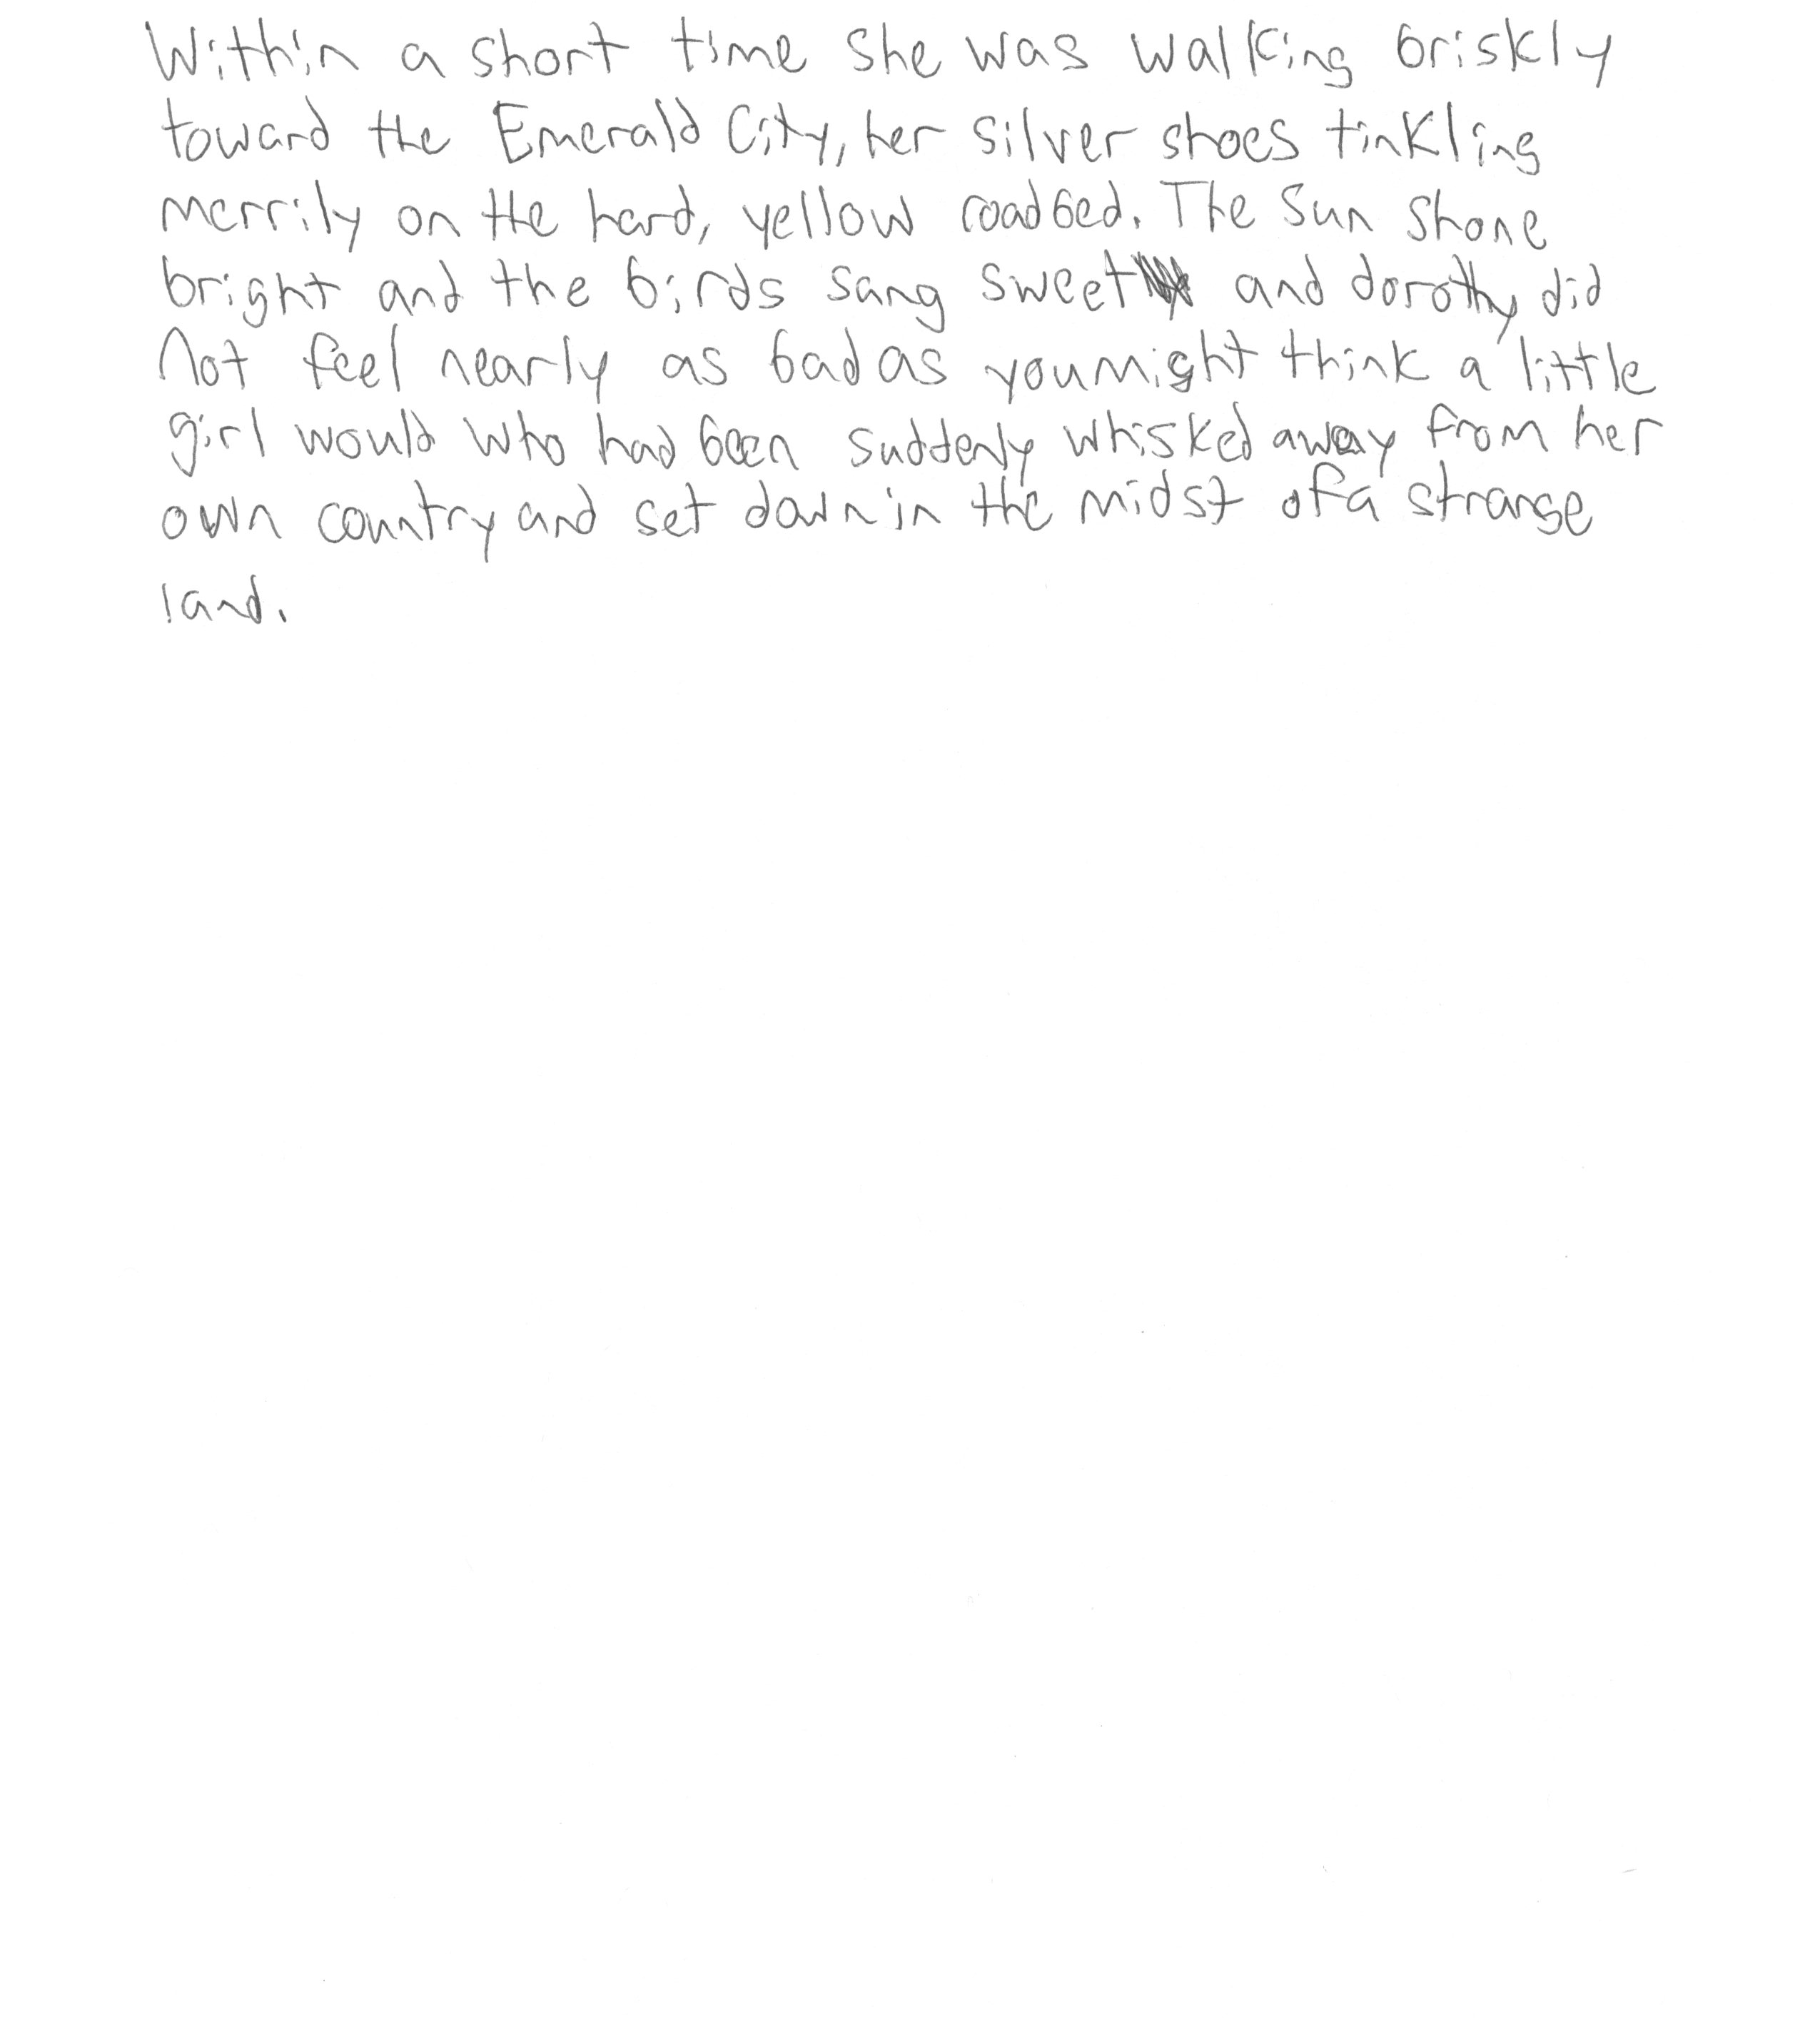 Within a short time she was walking briskly
toward the Emerald City, her silver shoes tinkling
merrily on the hard, yellow roadbed. The Sun Shone
bright and the birds sang sweet and dorothy did
Not feel nearly as bad as you might think a little
girl would who had been suddenly whisked away from her
own country and set down in the midst of a strange
land.